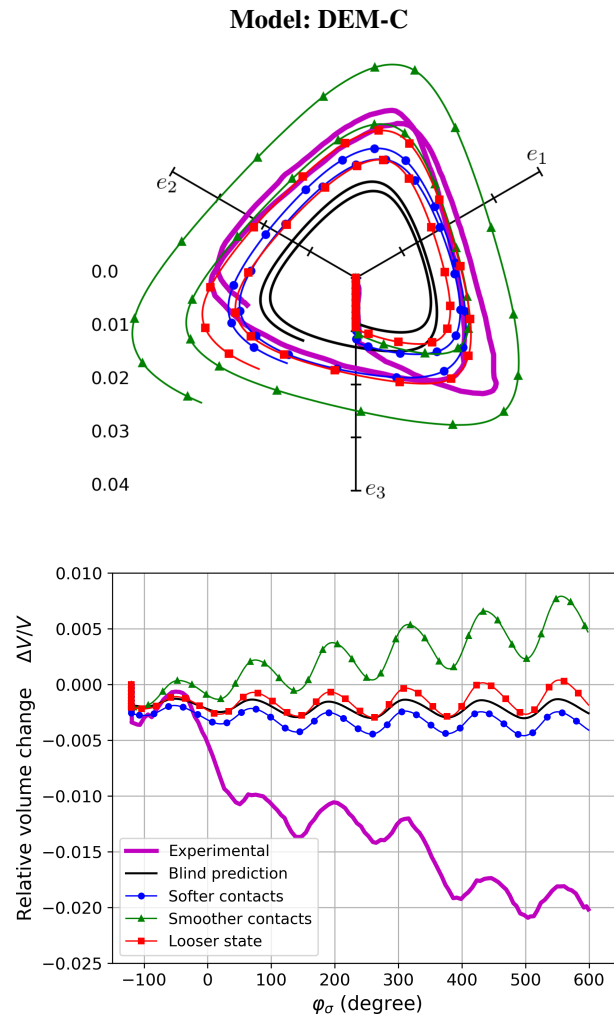 Model: DEM-C
e1
e2
0.0
0.01
0.02
0.03
0.04
e3
0.010
0.005
0.000
−0.005
−0.010
−0.015
−0.020
−0.025
Relative volume change ΔV/V
Experimental
Blind prediction
Softer contacts
Smoother contacts
Looser state
−100 0 100 200 300 400 500 600
φσ (degree)